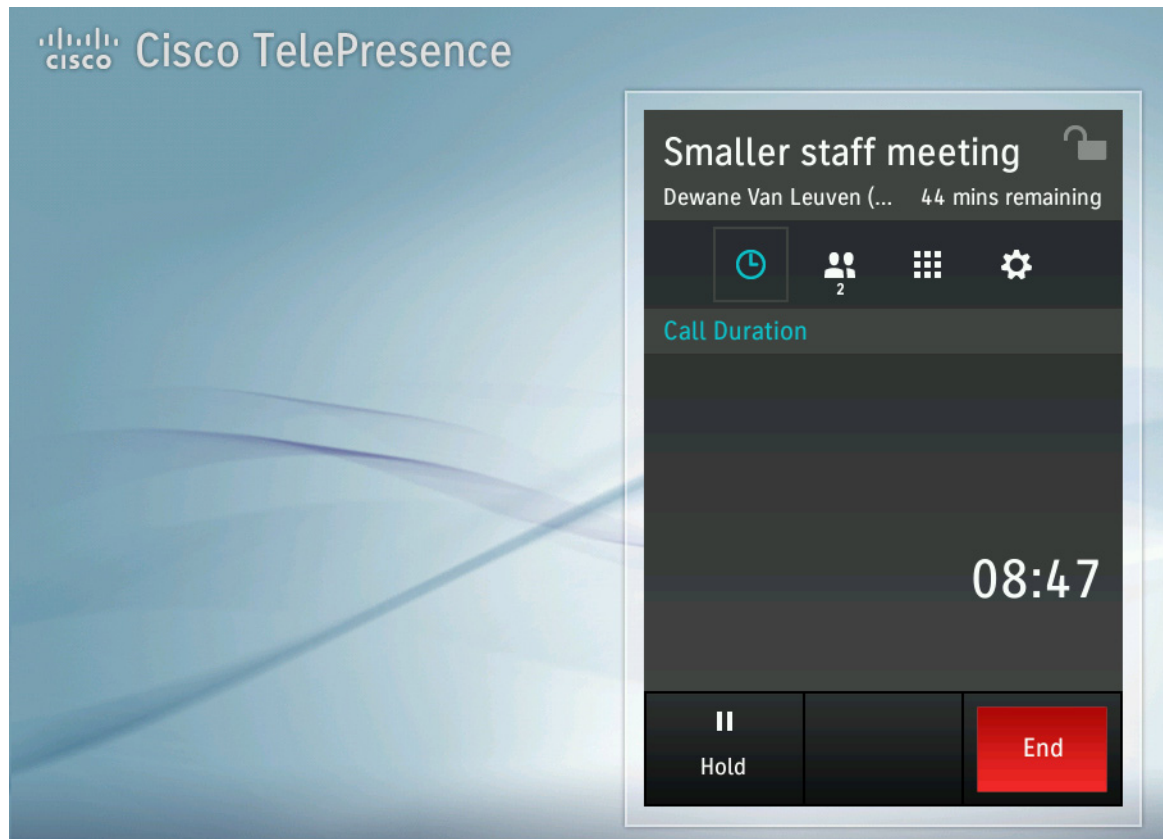 CISCO Cisco TelePresence
Smaller staff meeting
Dewane Van Leuven (... 44 mins remaining
2
Call Duration
08:47
Hold
End